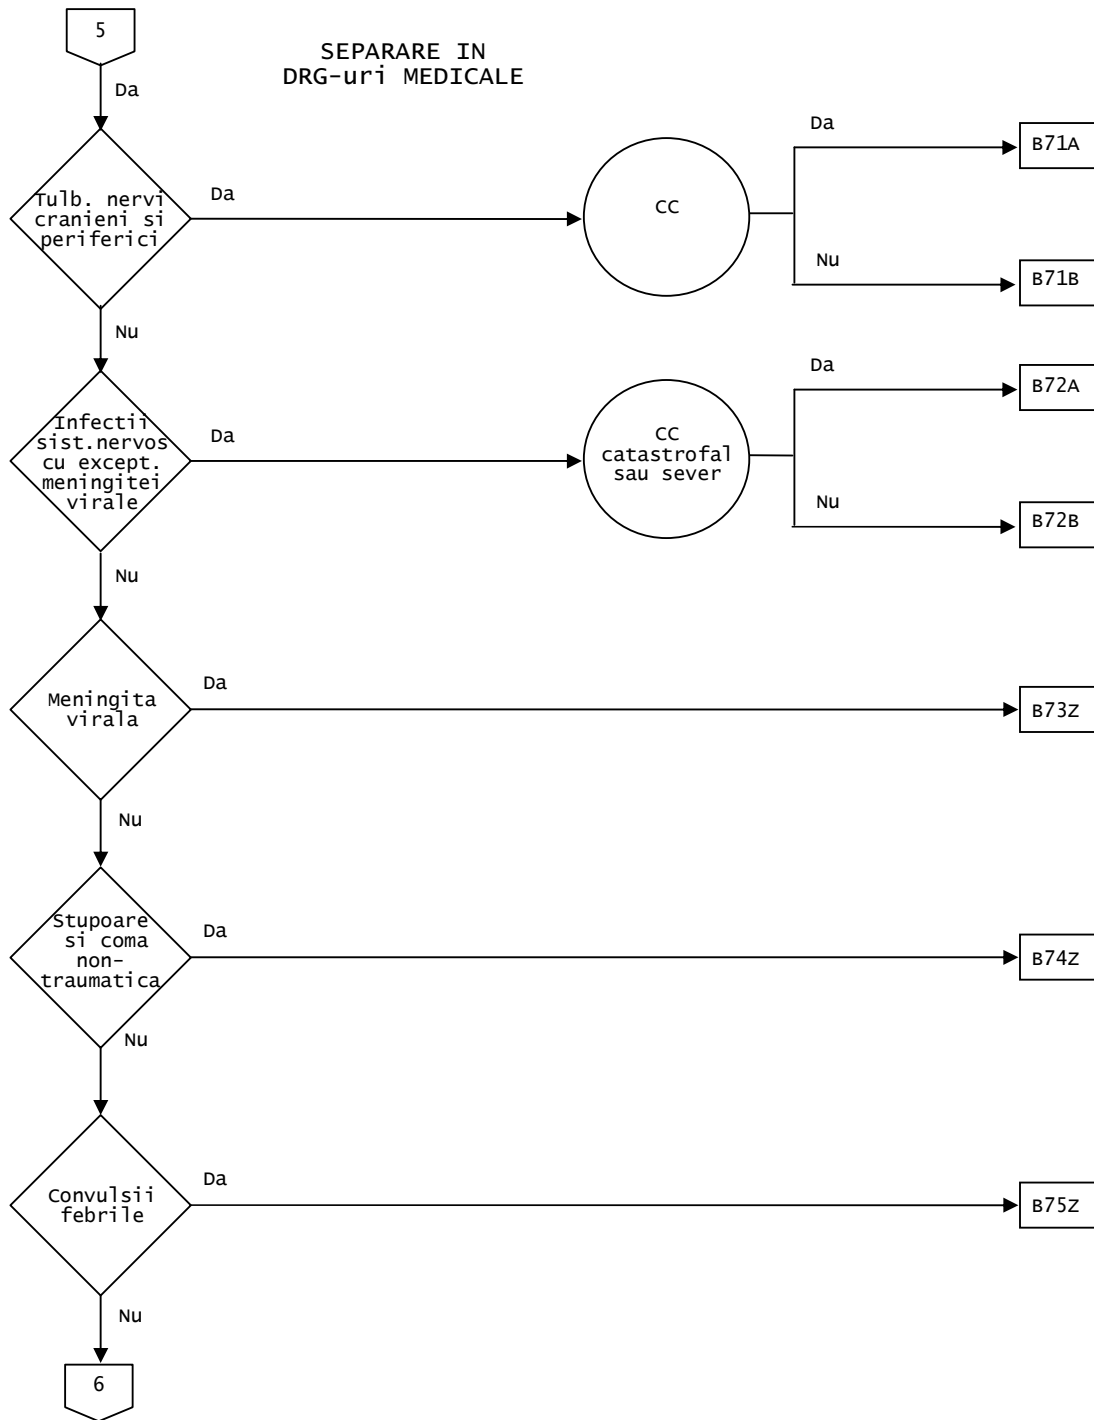 5
SEPARARE IN
DRG-uri MEDICALE
Da
Da
B71A
Tulb. nervi
cranieni si
periferici
Da
CC
Nu
B71B
Nu
Da
B72A
Infectii
sist.nervos
cu except.
meningitei
virale
Da
CC
catastrofal
sau sever
Nu
B72B
Nu
Meningita
virala
Da
B73Z
Nu
Stupoare
si coma
non-
traumatica
Da
B74Z
Nu
Convulsii
febrile
Da
B75Z
Nu
6